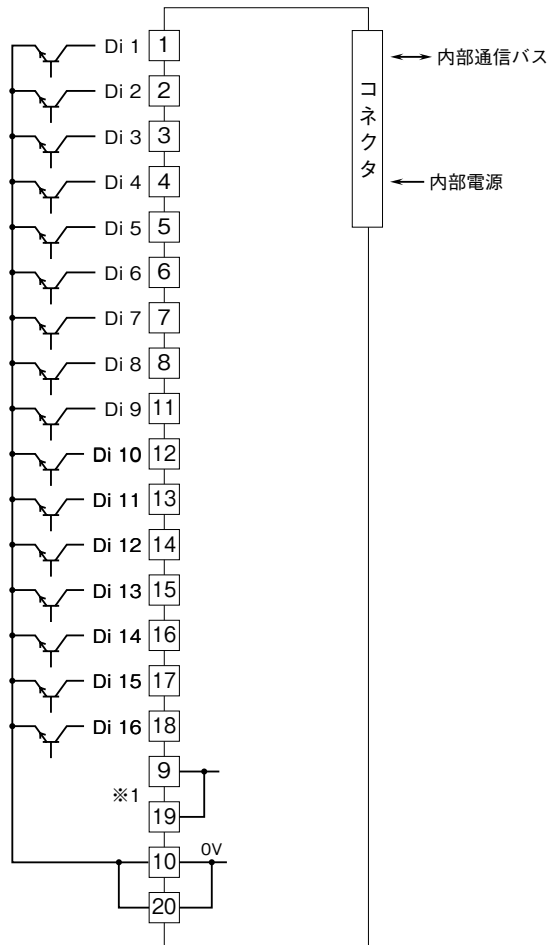 Di 1 1
Di 2 2
Di 3 3
Di 4 4
Di 5 5
Di 6 6
Di 7 7
Di 8 8
Di 9 11
Di 10 12
Di 11 13
Di 12 14
Di 13 15
Di 14 16
Di 15 17
Di 16 18
9
※1
19
10 0V
20
コネクタ
内部通信バス
内部電源